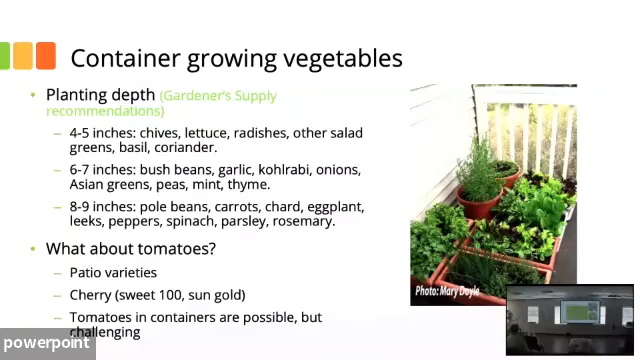 Container growing vegetables
• Planting depth (Gardener's Supply
recommendations)
– 4-5 inches: chives, lettuce, radishes, other salad
greens, basil, coriander.
– 6-7 inches: bush beans, garlic, kohlrabi, onions,
Asian greens, peas, mint, thyme.
– 8-9 inches: pole beans, carrots, chard, eggplant,
leeks, peppers, spinach, parsley, rosemary.
• What about tomatoes?
– Patio varieties
– Cherry (sweet 100, sun gold)
– Tomatoes in containers are possible, but
challenging
Photo: Mary Doyle
powerpoint